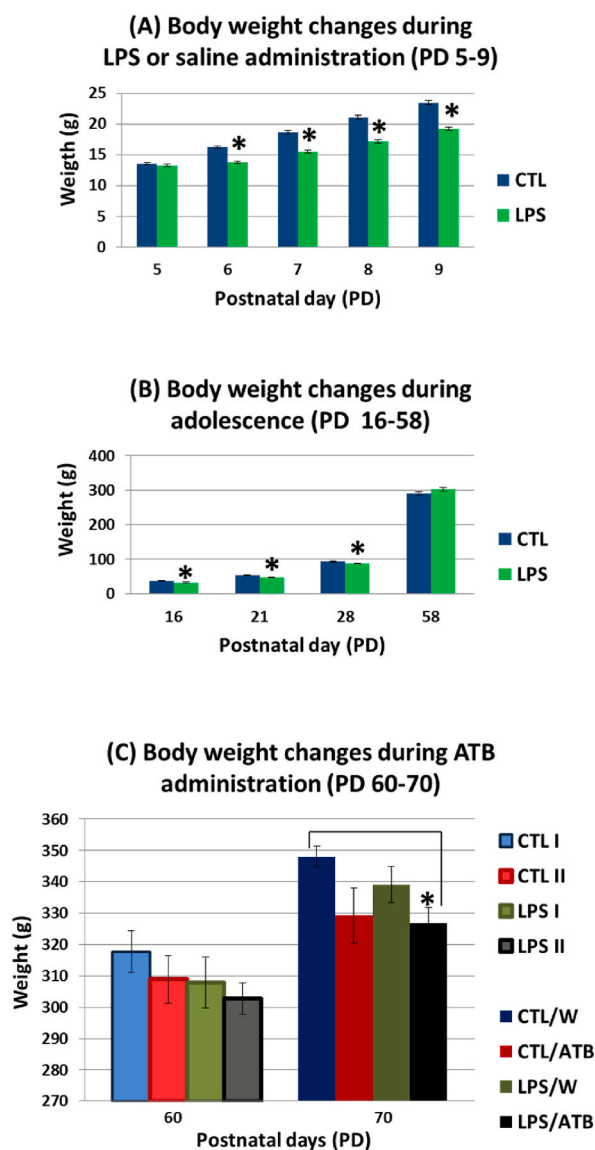 (A) Body weight changes during
LPS or saline administration (PD 5-9)
Weigth (g)
25
20
15
10
5
0
*
*
*
*
5
6
7
8
9
Postnatal day (PD)
CTL
LPS
(B) Body weight changes during
adolescence (PD 16-58)
Weight (g)
400
300
200
100
0
*
*
*
16
21
28
58
Postnatal day (PD)
CTL
LPS
(C) Body weight changes during ATB
administration (PD 60-70)
Weight (g)
360
350
340
330
320
310
300
290
280
270
*
60
70
Postnatal days (PD)
CTL I
CTL II
LPS I
LPS II
CTL/W
CTL/ATB
LPS/W
LPS/ATB